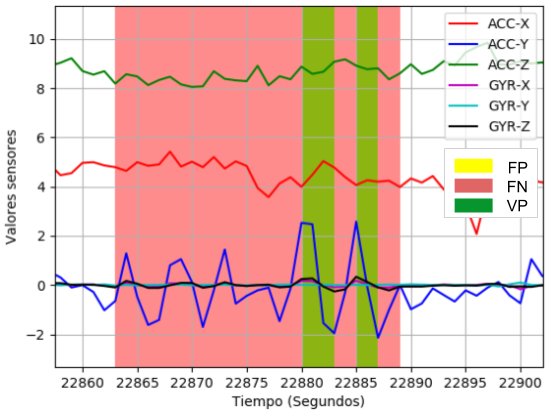 Valores sensores
10
8
6
4
2
0
−2
ACC-X
ACC-Y
ACC-Z
GYR-X
GYR-Y
GYR-Z
FP
FN
VP
22860 22865 22870 22875 22880 22885 22890 22895 22900
Tiempo (Segundos)